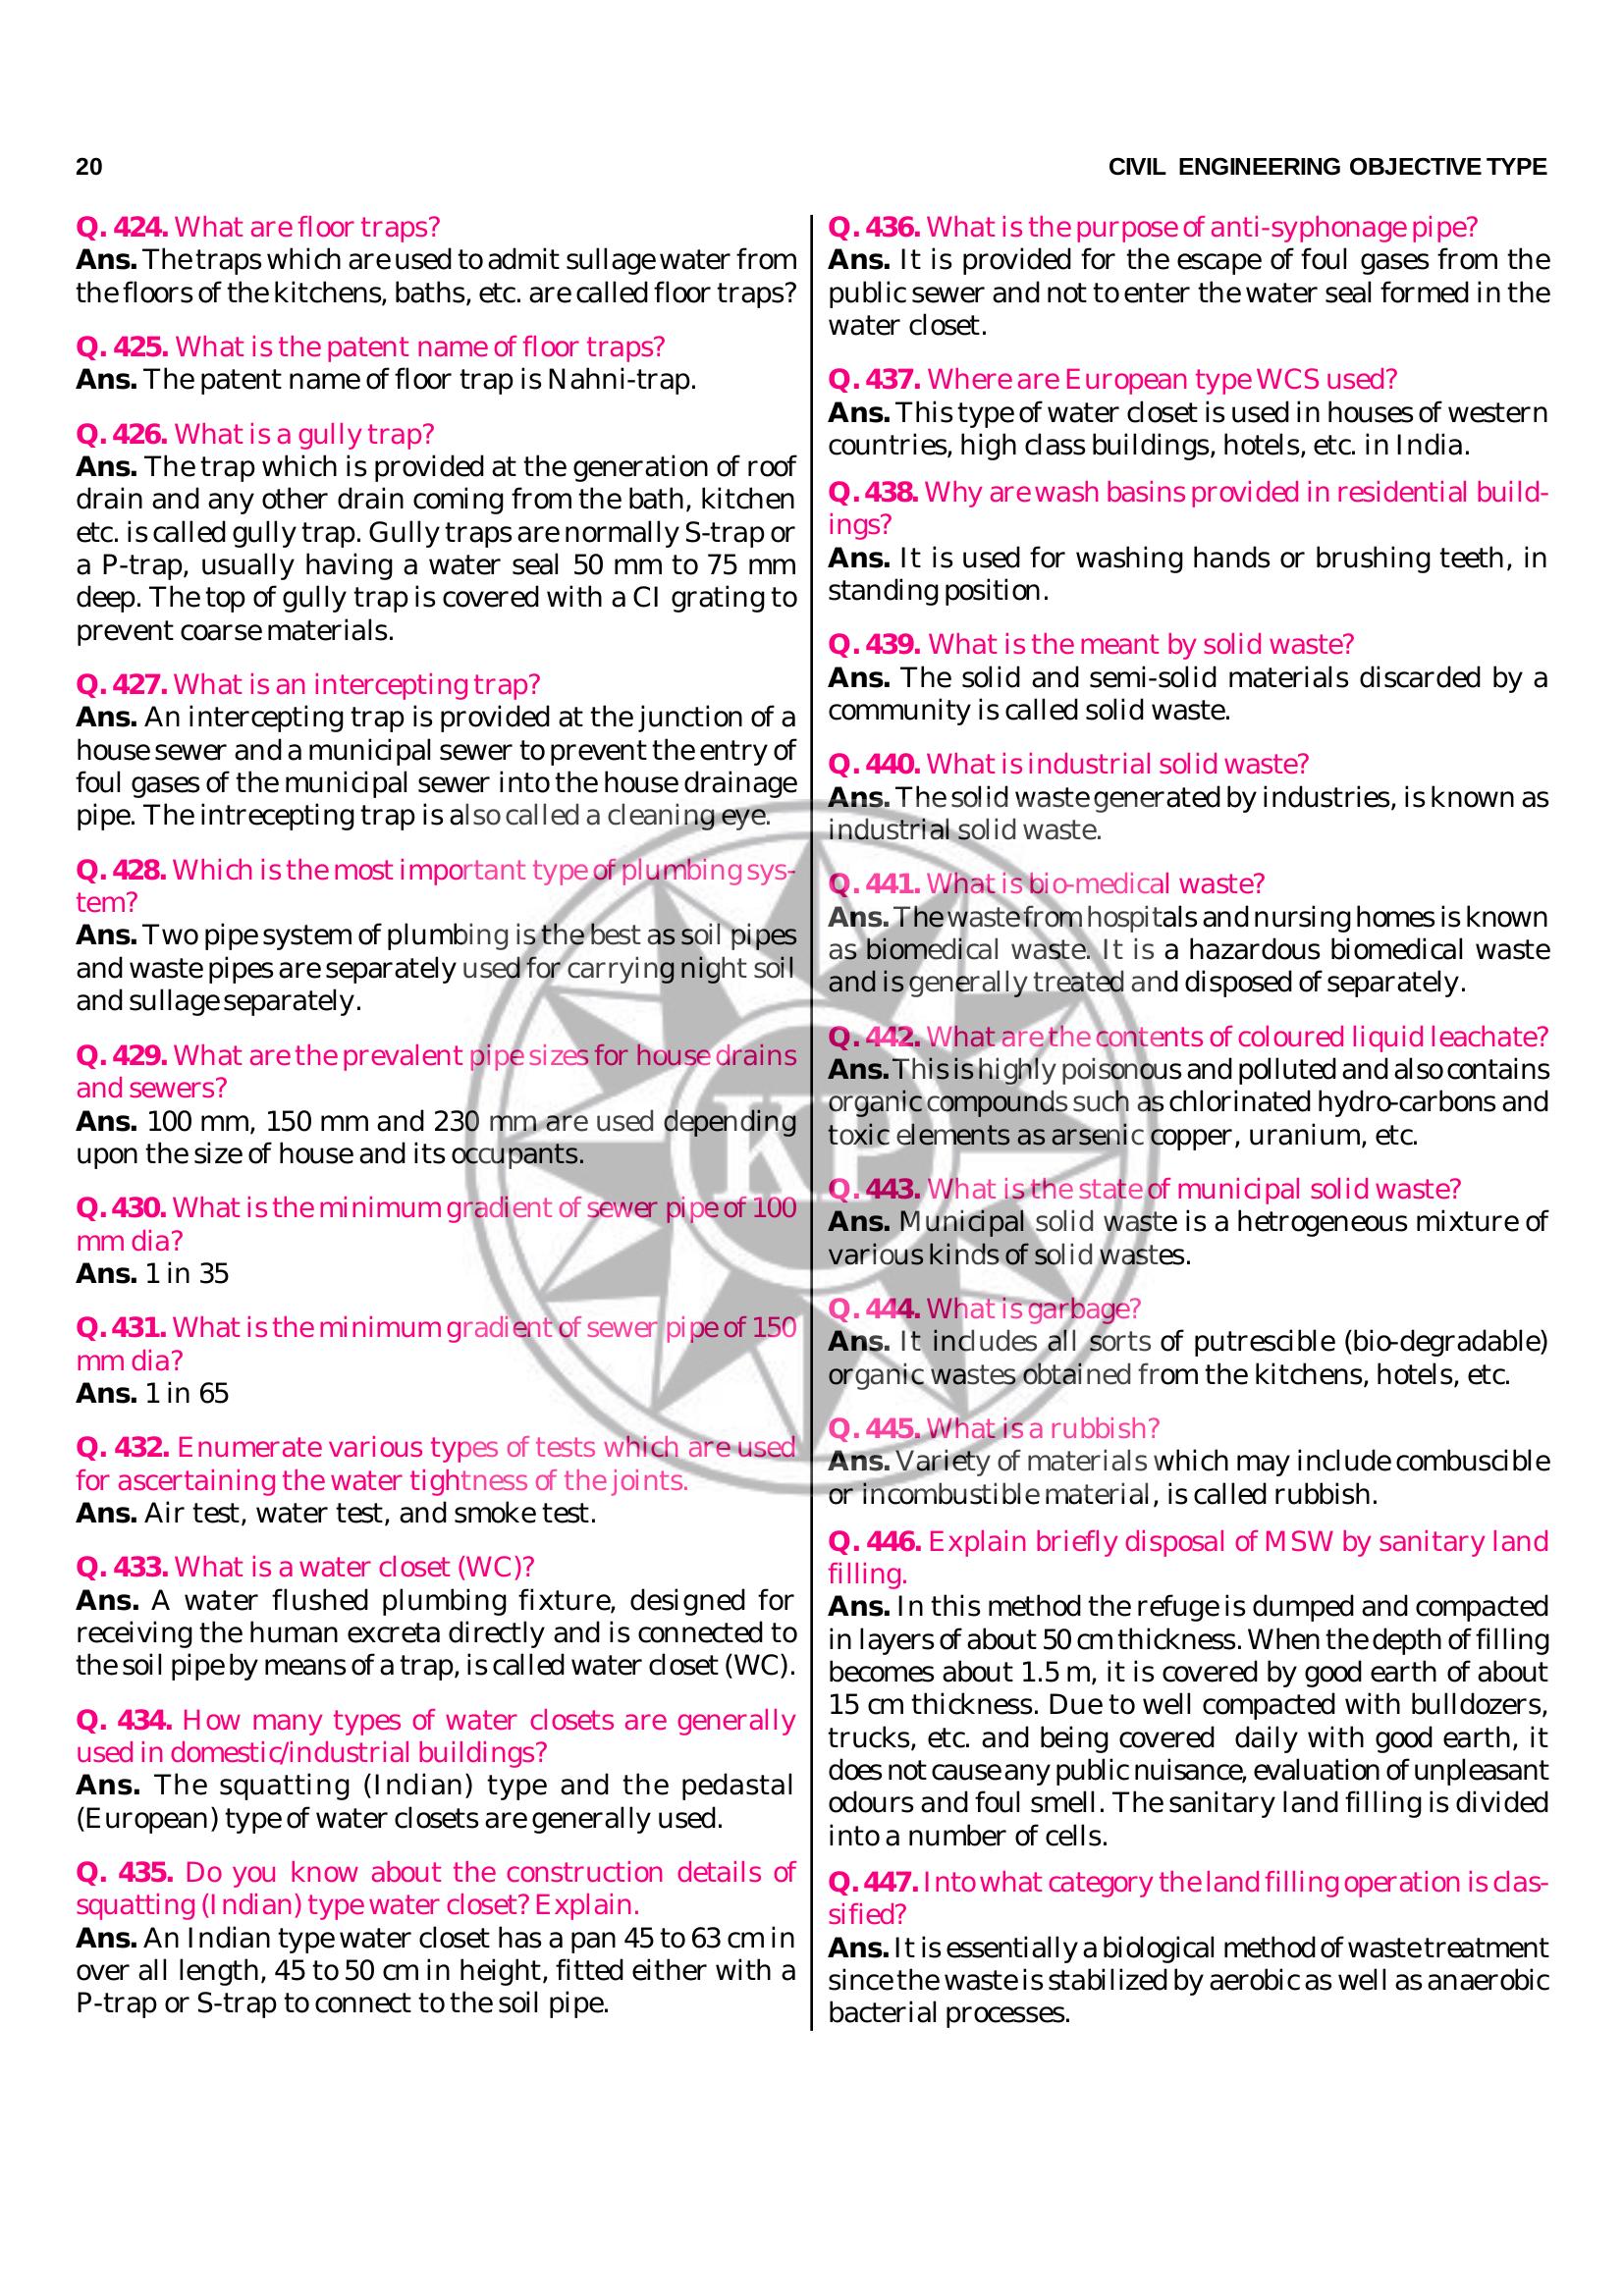 20
CIVIL ENGINEERING OBJECTIVE TYPE
Q. 424. What are floor traps?
Ans. The traps which are used to admit sullage water from
the floors of the kitchens, baths, etc. are called floor traps?
Q. 425. What is the patent name of floor traps?
Ans. The patent name of floor trap is Nahni-trap.
Q. 426. What is a gully trap?
Ans. The trap which is provided at the generation of roof
drain and any other drain coming from the bath, kitchen
etc. is called gully trap. Gully traps are normally S-trap or
a P-trap, usually having a water seal 50 mm to 75 mm
deep. The top of gully trap is covered with a CI grating to
prevent coarse materials.
Q. 427. What is an intercepting trap?
Ans. An intercepting trap is provided at the junction of a
house sewer and a municipal sewer to prevent the entry of
foul gases of the municipal sewer into the house drainage
pipe. The intrecepting trap is also called a cleaning eye.
Q. 428. Which is the most important type of plumbing sys-
tem?
Ans. Two pipe system of plumbing is the best as soil pipes
and waste pipes are separately used for carrying night soil
and sullage separately.
Q. 429. What are the prevalent pipe sizes for house drains
and sewers?
Ans. 100 mm, 150 mm and 230 mm are used depending
upon the size of house and its occupants.
Q. 430. What is the minimum gradient of sewer pipe of 100
mm dia?
Ans. 1 in 35
Q. 431. What is the minimum gradient of sewer pipe of 150
mm dia?
Ans. 1 in 65
Q. 432. Enumerate various types of tests which are used
for ascertaining the water tightness of the joints.
Ans. Air test, water test, and smoke test.
Q. 433. What is a water closet (WC)?
Ans. A water flushed plumbing fixture, designed for
receiving the human excreta directly and is connected to
the soil pipe by means of a trap, is called water closet (WC).
Q. 434. How many types of water closets are generally
used in domestic/industrial buildings?
Ans. The squatting (Indian) type and the pedastal
(European) type of water closets are generally used.
Q. 435. Do you know about the construction details of
squatting (Indian) type water closet? Explain.
Ans. An Indian type water closet has a pan 45 to 63 cm in
over all length, 45 to 50 cm in height, fitted either with a
P-trap or S-trap to connect to the soil pipe.
Q. 436. What is the purpose of anti-syphonage pipe?
Ans. It is provided for the escape of foul gases from the
public sewer and not to enter the water seal formed in the
water closet.
Q. 437. Where are European type WCS used?
Ans. This type of water closet is used in houses of western
countries, high class buildings, hotels, etc. in India.
Q. 438. Why are wash basins provided in residential build-
ings?
Ans. It is used for washing hands or brushing teeth, in
standing position.
Q. 439. What is the meant by solid waste?
Ans. The solid and semi-solid materials discarded by a
community is called solid waste.
Q. 440. What is industrial solid waste?
Ans. The solid waste generated by industries, is known as
industrial solid waste.
Q. 441. What is bio-medical waste?
Ans. The waste from hospitals and nursing homes is known
as biomedical waste. It is a hazardous biomedical waste
and is generally treated and disposed of separately.
Q. 442. What are the contents of coloured liquid leachate?
Ans. This is highly poisonous and polluted and also contains
organic compounds such as chlorinated hydro-carbons and
toxic elements as arsenic copper, uranium, etc.
Q. 443. What is the state of municipal solid waste?
Ans. Municipal solid waste is a hetrogeneous mixture of
various kinds of solid wastes.
Q. 444. What is garbage?
Ans. It includes all sorts of putrescible (bio-degradable)
organic wastes obtained from the kitchens, hotels, etc.
Q. 445. What is a rubbish?
Ans. Variety of materials which may include combuscible
or incombustible material, is called rubbish.
Q. 446. Explain briefly disposal of MSW by sanitary land
filling.
Ans. In this method the refuge is dumped and compacted
in layers of about 50 cm thickness. When the depth of filling
becomes about 1.5 m, it is covered by good earth of about
15 cm thickness. Due to well compacted with bulldozers,
trucks, etc. and being covered daily with good earth, it
does not cause any public nuisance, evaluation of unpleasant
odours and foul smell. The sanitary land filling is divided
into a number of cells.
Q. 447. Into what category the land filling operation is clas-
sified?
Ans. It is essentially a biological method of waste treatment
since the waste is stabilized by aerobic as well as anaerobic
bacterial processes.
KP